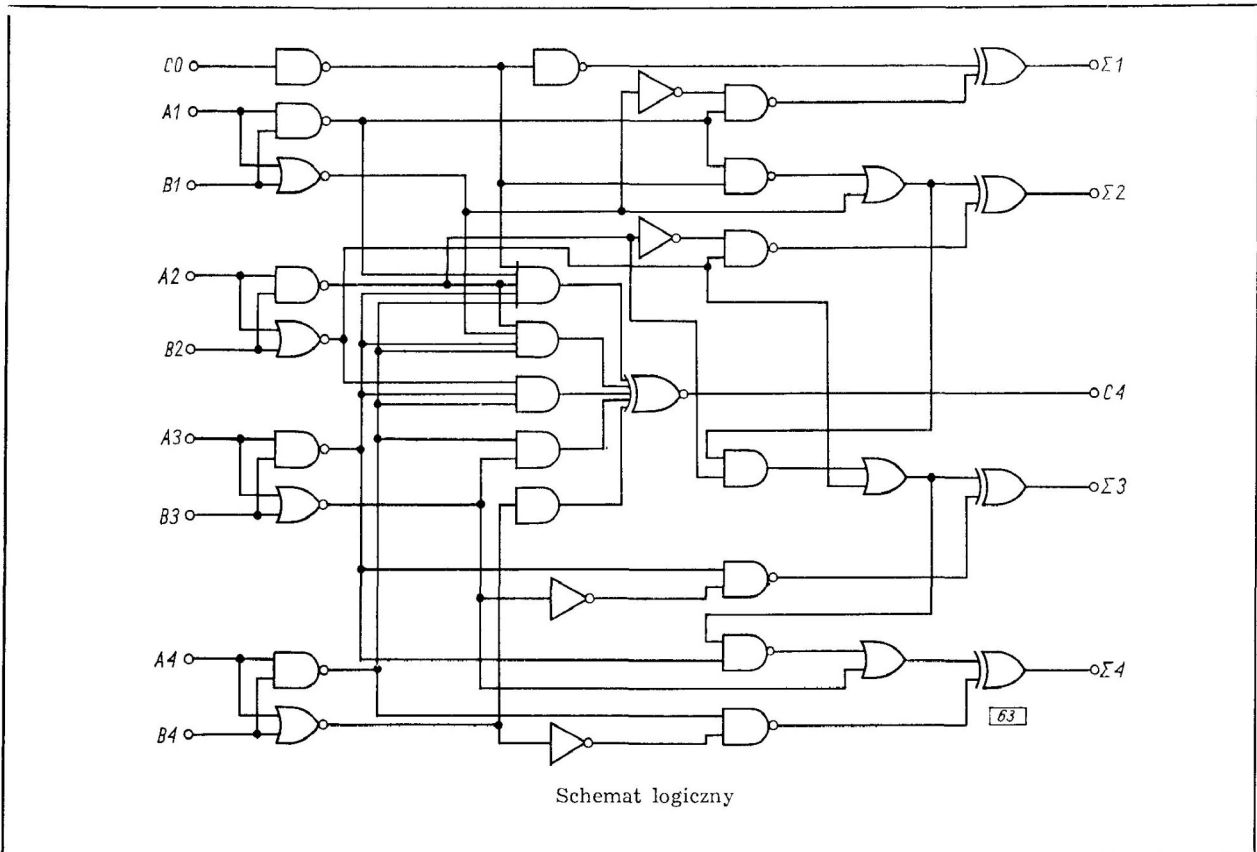 C0
Σ1
A1
B1
Σ2
A2
B2
C4
A3
Σ3
B3
A4
Σ4
B4
63
Schemat logiczny